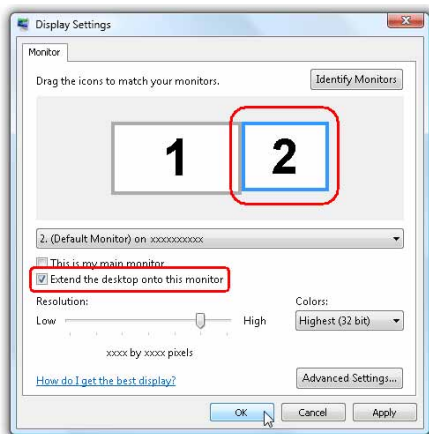 Display Settings
Monitor
Drag the icons to match your monitors.
Identify Monitors
1
2
2. (Default Monitor) on xxxxxxxxxx
This is my main monitor
Extend the desktop onto this monitor
Resolution:
Colors:
Low
High
Highest (32 bit)
xxxx by xxxx pixels
How do I get the best display?
Advanced Settings...
OK
Cancel
Apply